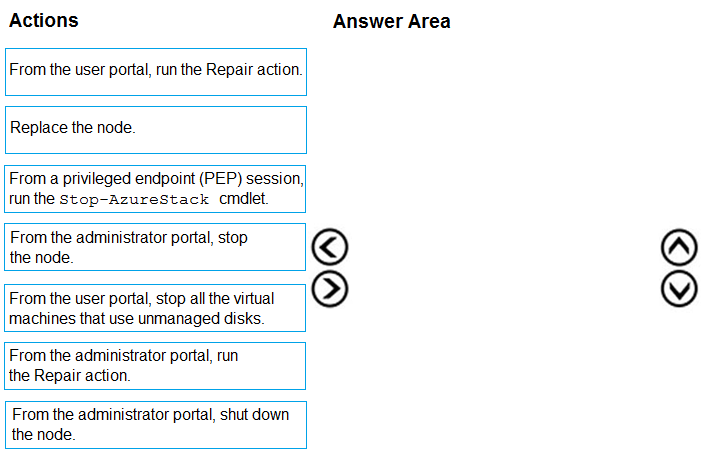 Actions
Answer Area
From the user portal, run the Repair action.
Replace the node.
From a privileged endpoint (PEP) session,
run the Stop-AzureStack cmdlet.
From the administrator portal, stop
the node.
From the user portal, stop all the virtual
machines that use unmanaged disks.
From the administrator portal, run
the Repair action.
From the administrator portal, shut down
the node.